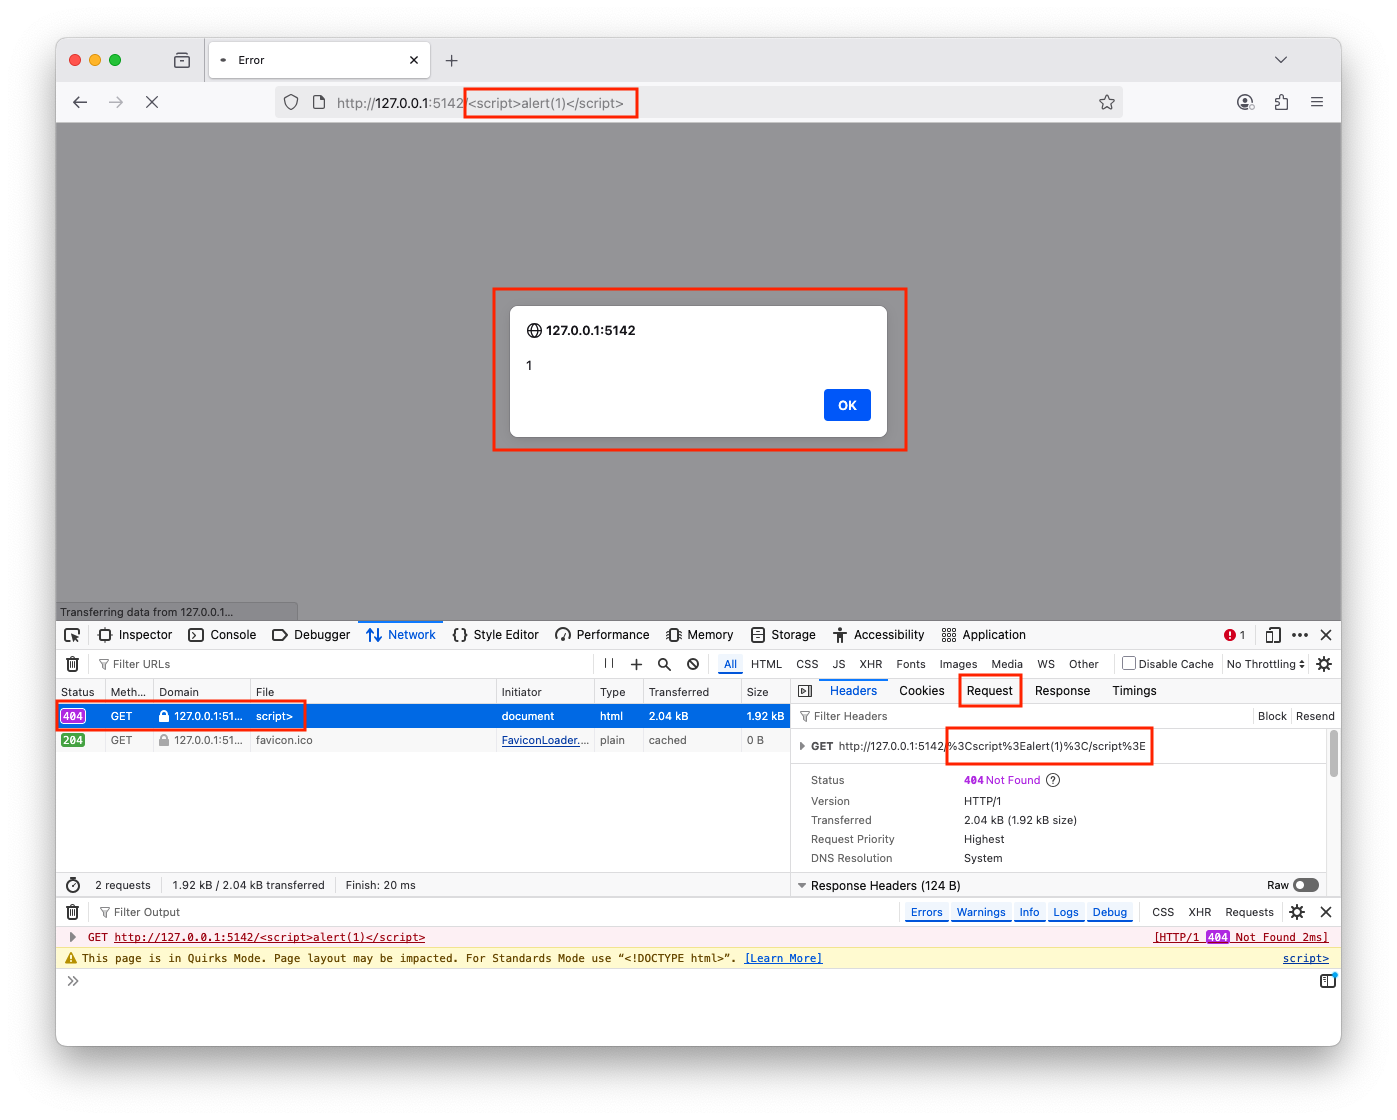 Error
http://127.0.0.1:5142/<script>alert(1)</script>
127.0.0.1:5142
1
OK
Transferring data from 127.0.0.1...
Inspector Console Debugger Network Style Editor Performance Memory Storage Accessibility Application 1
Filter URLs All HTML CSS JS XHR Fonts Images Media WS Other Disable Cache No Throttling
Status Meth... Domain File Initiator Type Transferred Size
404 GET 127.0.0.1:51... script> document html 2.04 kB 1.92 kB
204 GET 127.0.0.1:51... favicon.ico FaviconLoader.... plain cached 0 B
2 requests 1.92 kB / 2.04 kB transferred Finish: 20 ms
Headers Cookies Request Response Timings
Filter Headers Block Resend
GET http://127.0.0.1:5142/%3Cscript%3Ealert(1)%3C/script%3E
Status 404 Not Found
Version HTTP/1
Transferred 2.04 kB (1.92 kB size)
Request Priority Highest
DNS Resolution System
Response Headers (124 B) Raw
Filter Output Errors Warnings Info Logs Debug CSS XHR Requests
GET http://127.0.0.1:5142/<script>alert(1)</script> [HTTP/1 404 Not Found 2ms]
This page is in Quirks Mode. Page layout may be impacted. For Standards Mode use “<!DOCTYPE html>”. [Learn More] script>